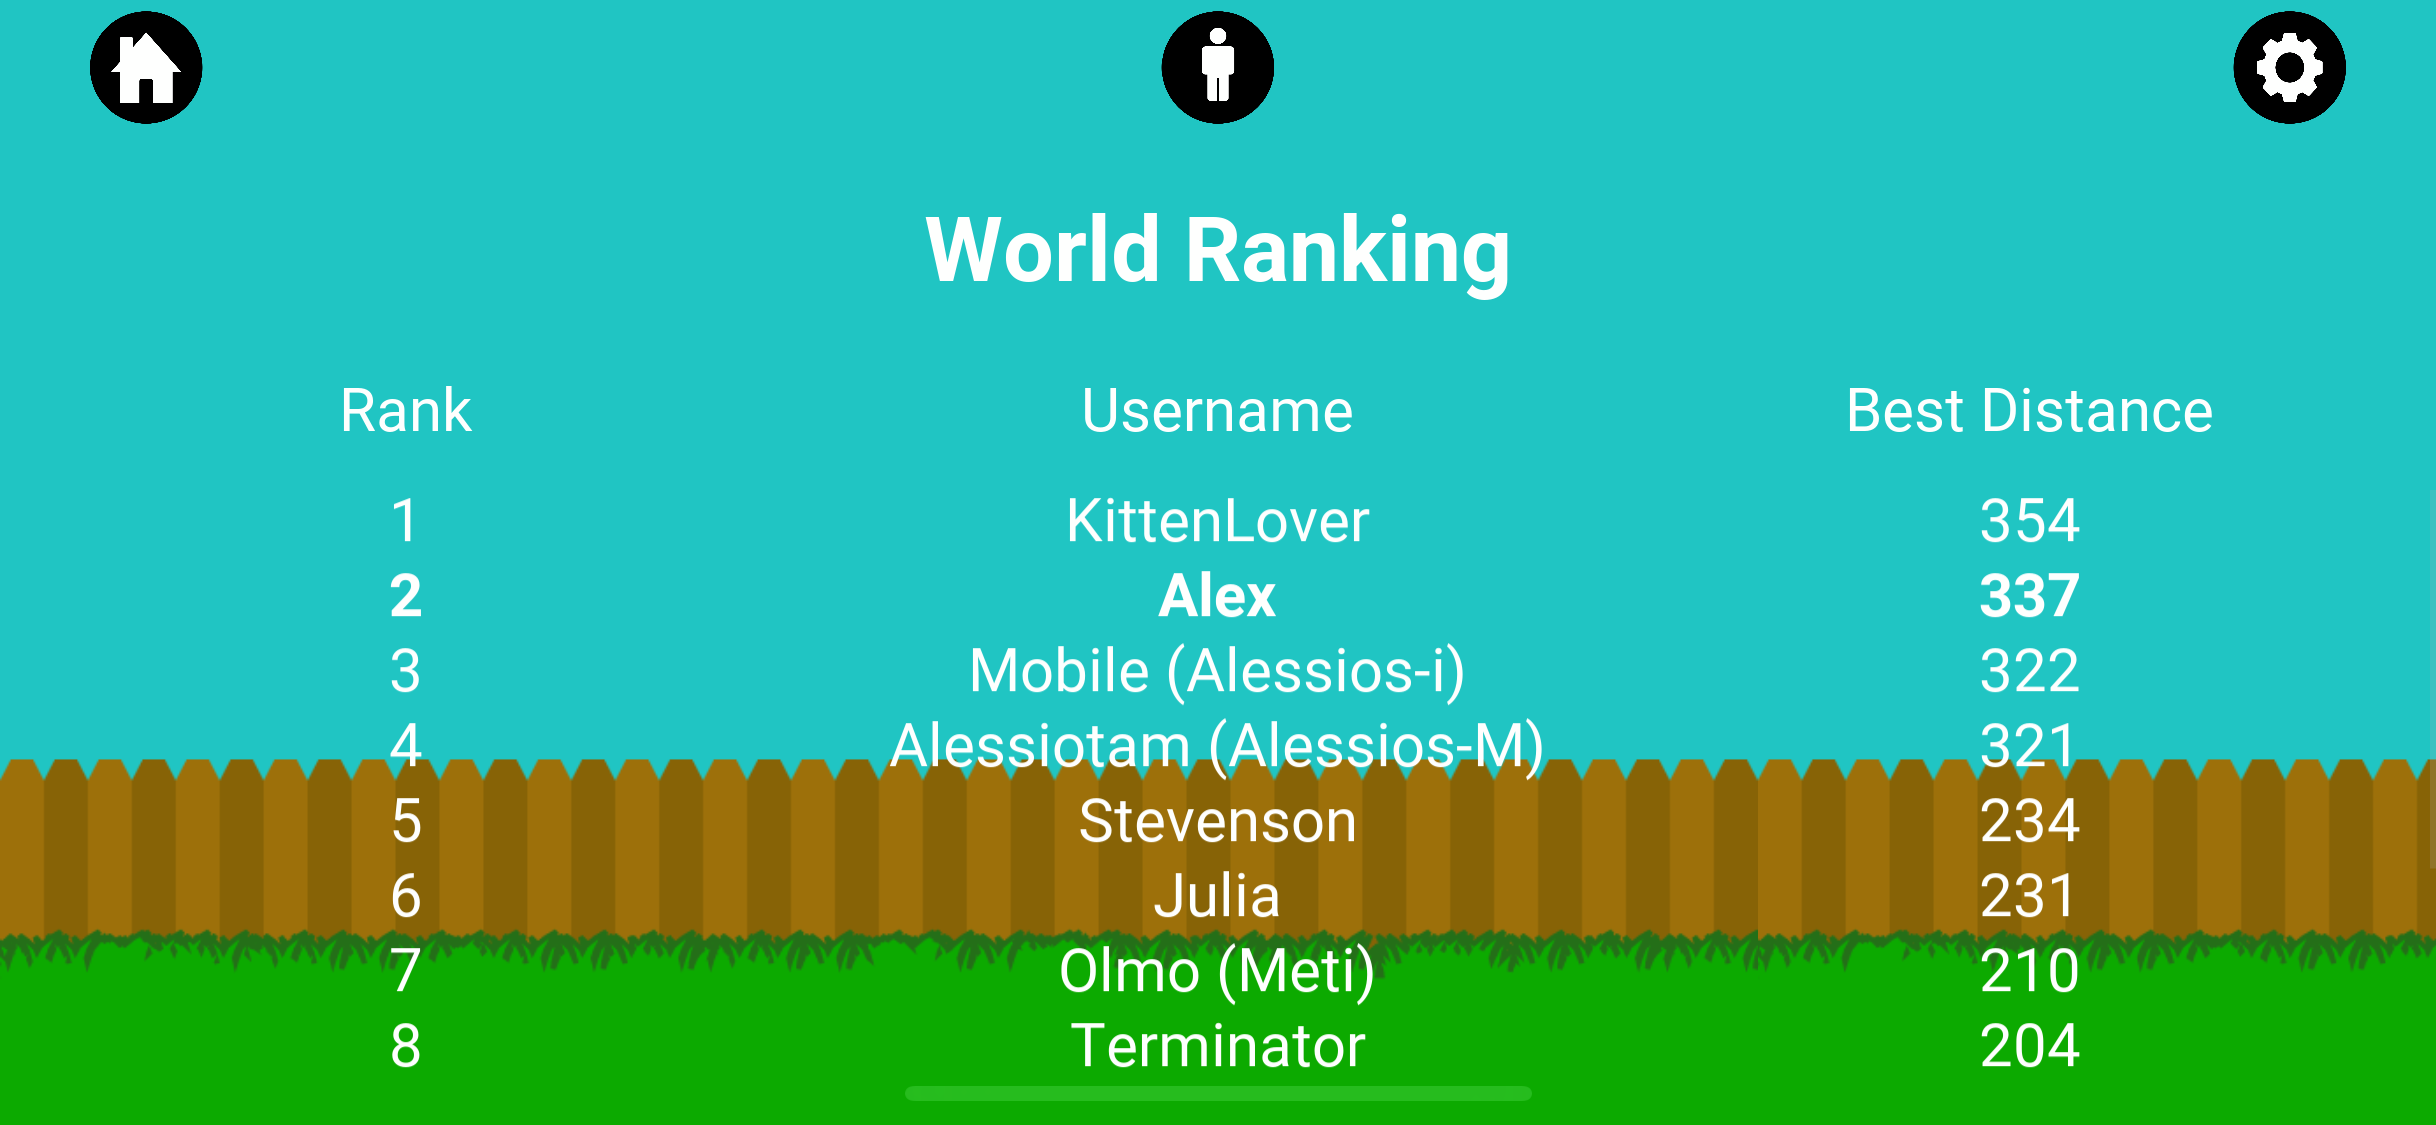 World Ranking
Rank Username Best Distance
1 KittenLover 354
2 Alex 337
3 Mobile (Alessios-i) 322
4 Alessiotam (Alessios-M) 321
5 Stevenson 234
6 Julia 231
7 Olmo (Meti) 210
8 Terminator 204